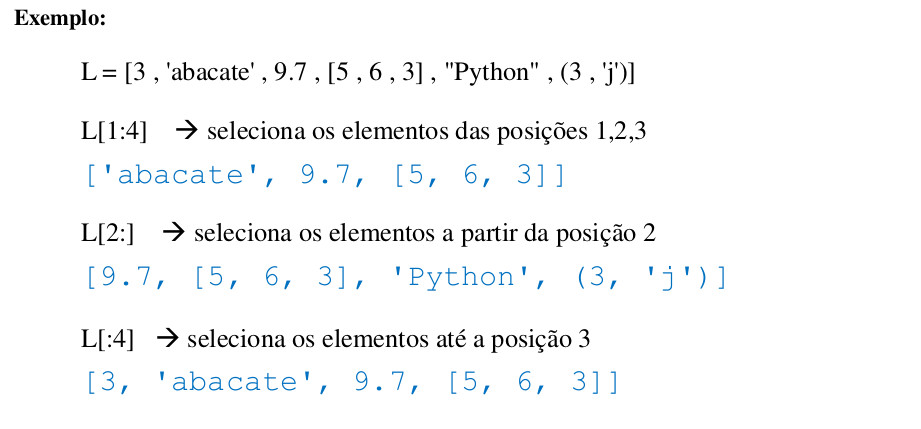 Exemplo:
L = [3 , 'abacate' , 9.7 , [5 , 6 , 3] , "Python" , (3 , 'j')]
L[1:4] → seleciona os elementos das posições 1,2,3
['abacate', 9.7, [5, 6, 3]]
L[2:] → seleciona os elementos a partir da posição 2
[9.7, [5, 6, 3], 'Python', (3, 'j')]
L[:4] → seleciona os elementos até a posição 3
[3, 'abacate', 9.7, [5, 6, 3]]